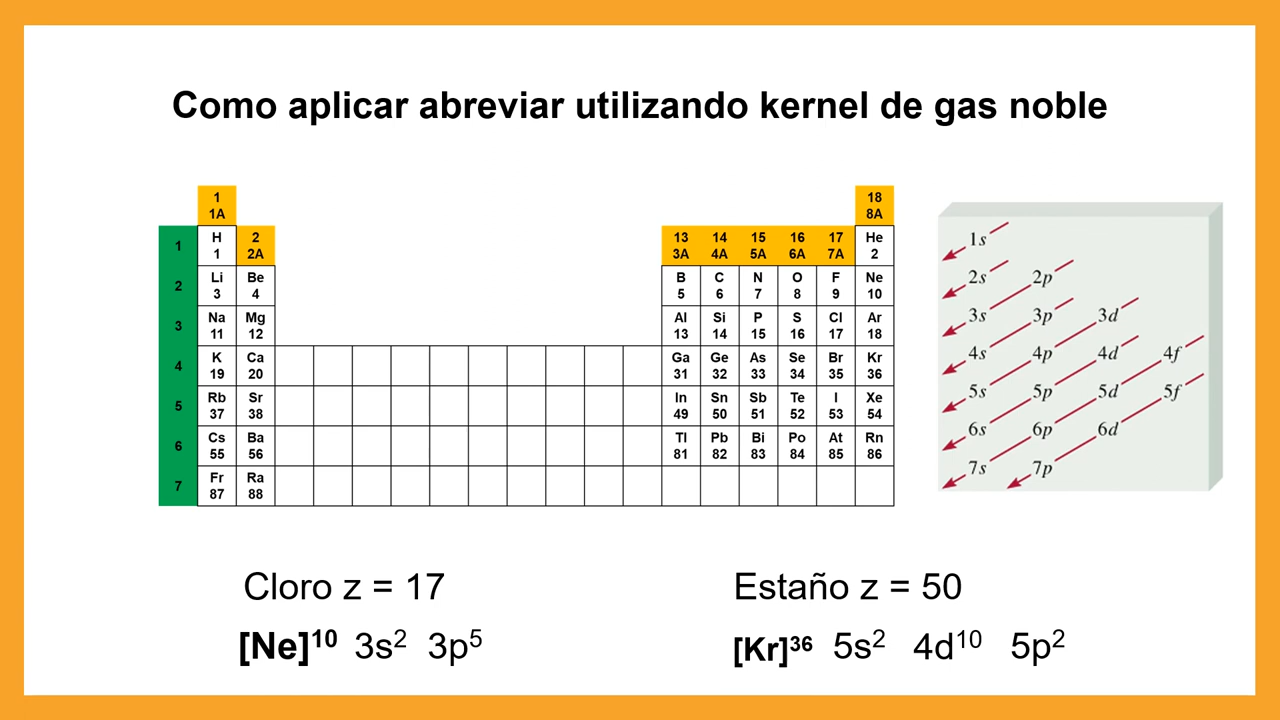 Como aplicar abreviar utilizando kernel de gas noble
1 18
1A 8A
1 H 2 13 14 15 16 17 He
1 2A 3A 4A 5A 6A 7A 2
2 Li Be B C N O F Ne
3 4 5 6 7 8 9 10
3 Na Mg Al Si P S Cl Ar
11 12 13 14 15 16 17 18
4 K Ca Ga Ge As Se Br Kr
19 20 31 32 33 34 35 36
5 Rb Sr In Sn Sb Te I Xe
37 38 49 50 51 52 53 54
6 Cs Ba Tl Pb Bi Po At Rn
55 56 81 82 83 84 85 86
7 Fr Ra
87 88
1s
2s 2p
3s 3p 3d
4s 4p 4d 4f
5s 5p 5d 5f
6s 6p 6d
7s 7p
Cloro z = 17
[Ne]¹⁰ 3s² 3p⁵
Estaño z = 50
[Kr]³⁶ 5s² 4d¹⁰ 5p²